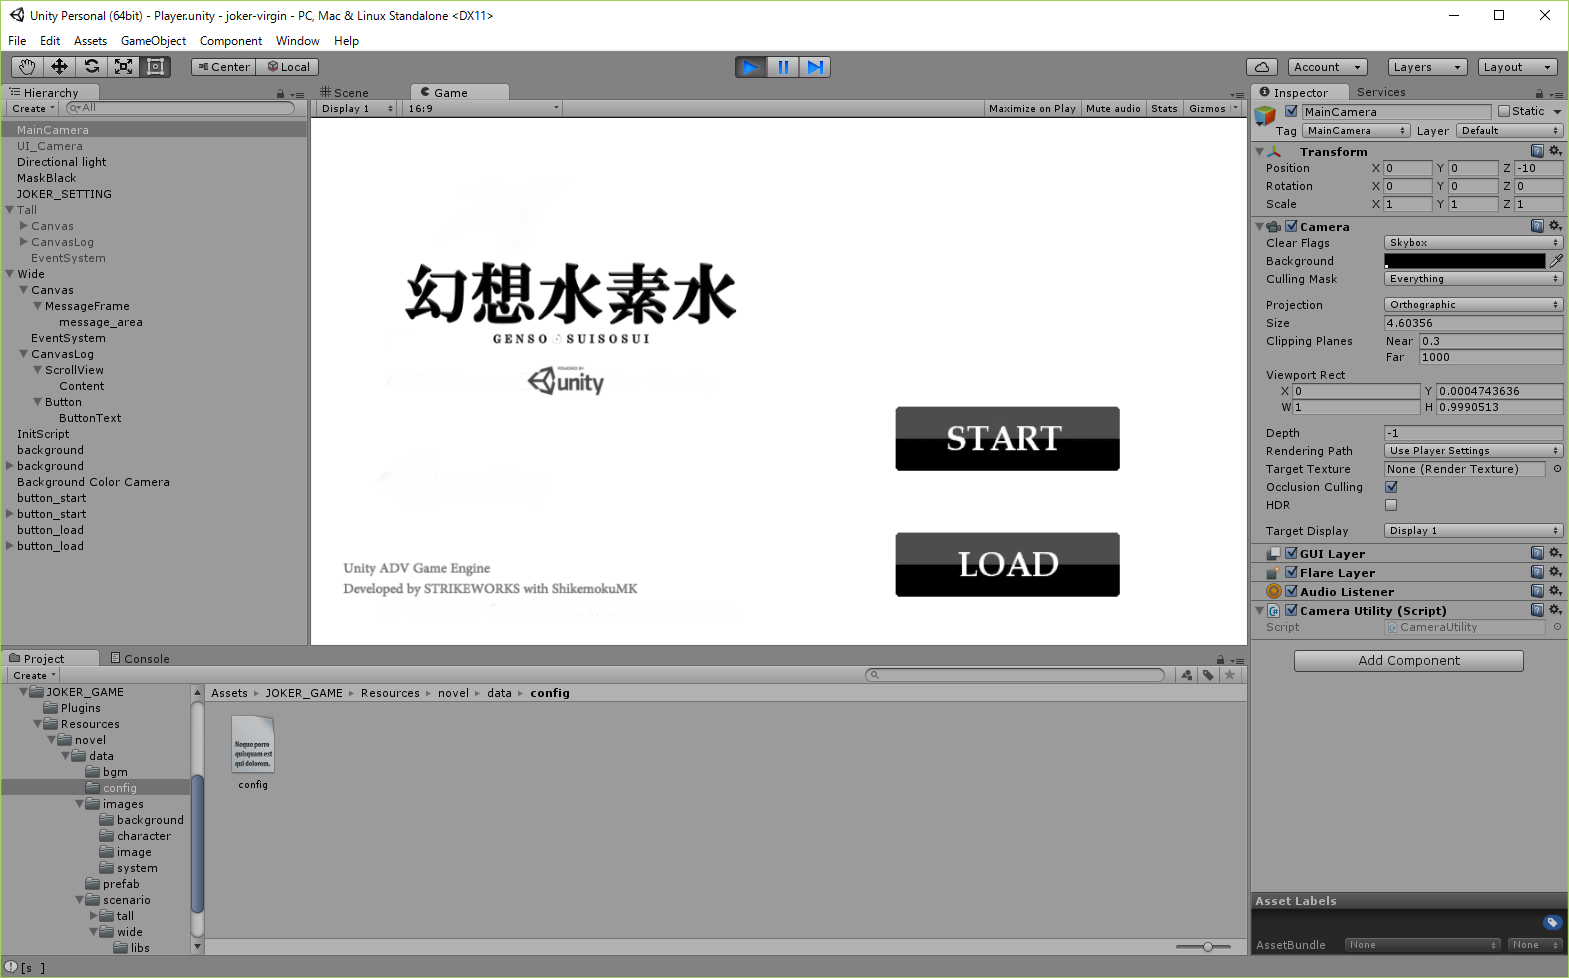 Unity Personal (64bit) - Player.unity - joker-virgin - PC, Mac & Linux Standalone <DX11>
File Edit Assets GameObject Component Window Help
Center Local Account Layers Layout
Hierarchy
Create All
MainCamera
UI_Camera
Directional light
MaskBlack
JOKER_SETTING
Tall
Canvas
CanvasLog
EventSystem
Wide
Canvas
MessageFrame
message_area
EventSystem
CanvasLog
ScrollView
Content
Button
ButtonText
InitScript
background
background
Background Color Camera
button_start
button_start
button_load
button_load
Scene Game
Display 1 16:9 Maximize on Play Mute audio Stats Gizmos
幻想水素水
GENSO SUISOSUI
POWERED BY
unity
START
LOAD
Unity ADV Game Engine
Developed by STRIKEWORKS with ShikemokuMK
Inspector Services
MainCamera Static
Tag MainCamera Layer Default
Transform
Position X 0 Y 0 Z -10
Rotation X 0 Y 0 Z 0
Scale X 1 Y 1 Z 1
Camera
Clear Flags Skybox
Background
Culling Mask Everything
Projection Orthographic
Size 4.60356
Clipping Planes Near 0.3
Far 1000
Viewport Rect
X 0 Y 0.0004743636
W 1 H 0.9990513
Depth -1
Rendering Path Use Player Settings
Target Texture None (Render Texture)
Occlusion Culling
HDR
Target Display Display 1
GUI Layer
Flare Layer
Audio Listener
Camera Utility (Script)
Script CameraUtility
Add Component
Asset Labels
AssetBundle None None
Project Console
Create
JOKER_GAME
Plugins
Resources
novel
data
bgm
config
images
background
character
image
system
prefab
scenario
tall
wide
libs
Assets JOKER_GAME Resources novel data config
Neque porro
quisquam est
qui dolorem.
config
[s ]